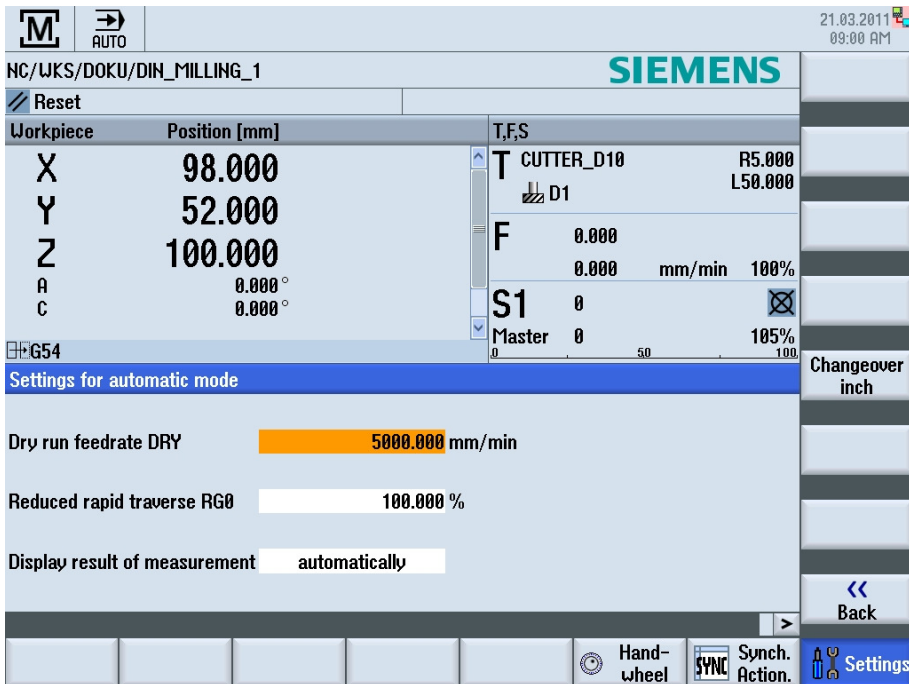 M
AUTO
21.03.2011
09:00 AM
NC/WKS/DOKU/DIN_MILLING_1
SIEMENS
Reset
Workpiece Position [mm]
T,F,S
X 98.000
Y 52.000
Z 100.000
A 0.000 °
C 0.000 °
G54
T CUTTER_D10 R5.000
D1 L50.000
F 0.000
0.000 mm/min 100%
S1 0
Master 0 105%
0 50 100
Changeover
inch
Settings for automatic mode
Dry run feedrate DRY 5000.000 mm/min
Reduced rapid traverse RG0 100.000 %
Display result of measurement automatically
<<
Back
>
Hand-
wheel
SYNC Synch.
Action.
Settings